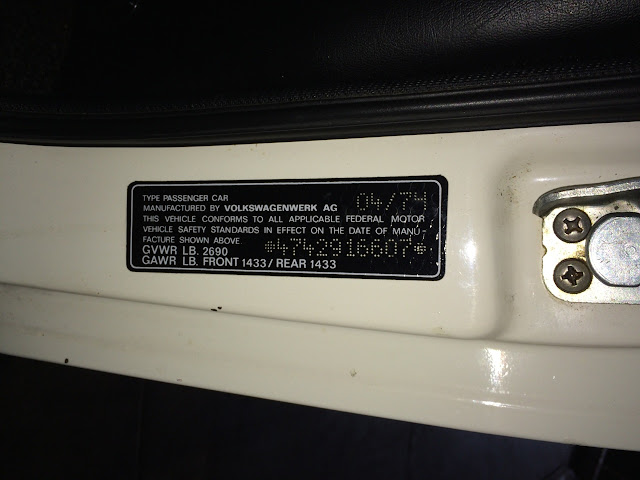 TYPE PASSENGER CAR
MANUFACTURED BY VOLKSWAGENWERK AG 04/74
THIS VEHICLE CONFORMS TO ALL APPLICABLE FEDERAL MOTOR
VEHICLE SAFETY STANDARDS IN EFFECT ON THE DATE OF MANU-
FACTURE SHOWN ABOVE
GVWR LB. 2690 *4742916607*
GAWR LB. FRONT 1433 / REAR 1433